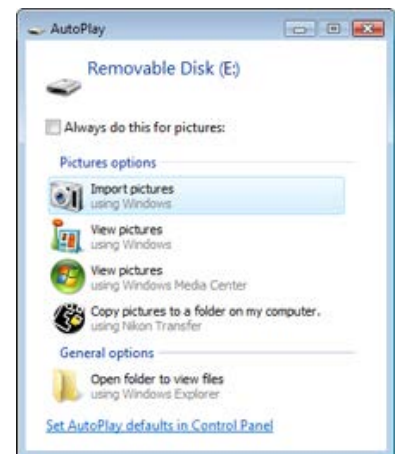 AutoPlay
Removable Disk (E:)
Always do this for pictures:
Pictures options
Import pictures
using Windows
View pictures
using Windows
View pictures
using Windows Media Center
Copy pictures to a folder on my computer.
using Nikon Transfer
General options
Open folder to view files
using Windows Explorer
Set AutoPlay defaults in Control Panel